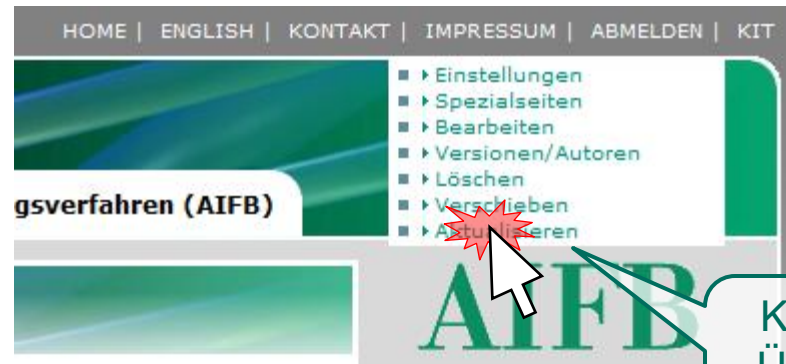 HOME | ENGLISH | KONTAKT | IMPRESSUM | ABMELDEN | KIT
Einstellungen
Spezialseiten
Bearbeiten
Versionen/Autoren
Löschen
Verschieben
Aktualisieren
gsverfahren (AIFB)
AIFB
K
Ü